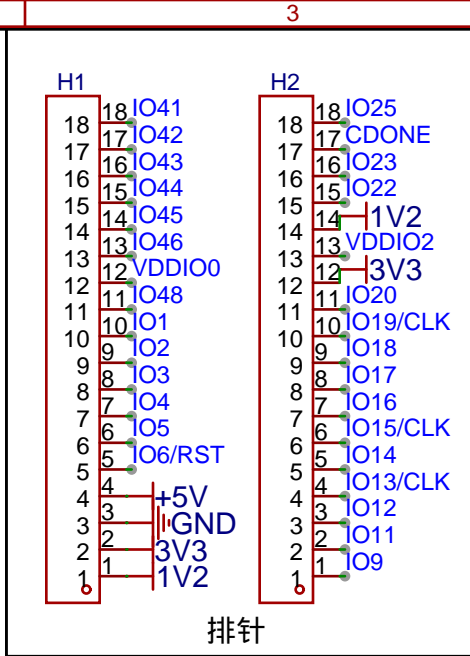 3
H1
18 18 IO41
17 17 IO42
16 16 IO43
15 15 IO44
14 14 IO45
13 13 IO46
12 12 VDDIO0
11 11 IO48
10 10 IO1
9 9 IO2
8 8 IO3
7 7 IO4
6 6 IO5
5 5 IO6/RST
4 4 +5V
3 3 GND
2 2 3V3
1 1 1V2
H2
18 18 IO25
17 17 CDONE
16 16 IO23
15 15 IO22
14 14 1V2
13 13 VDDIO2
12 12 3V3
11 11 IO20
10 10 IO19/CLK
9 9 IO18
8 8 IO17
7 7 IO16
6 6 IO15/CLK
5 5 IO14
4 4 IO13/CLK
3 3 IO12
2 2 IO11
1 1 IO9
排针